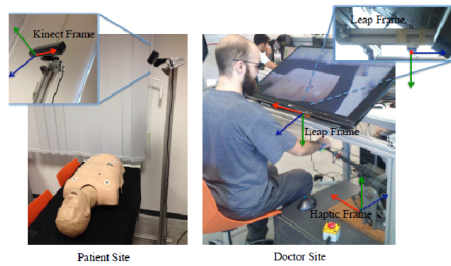 Kinect Frame
Leap Frame
Leap Frame
Haptic Frame
Patient Site
Doctor Site